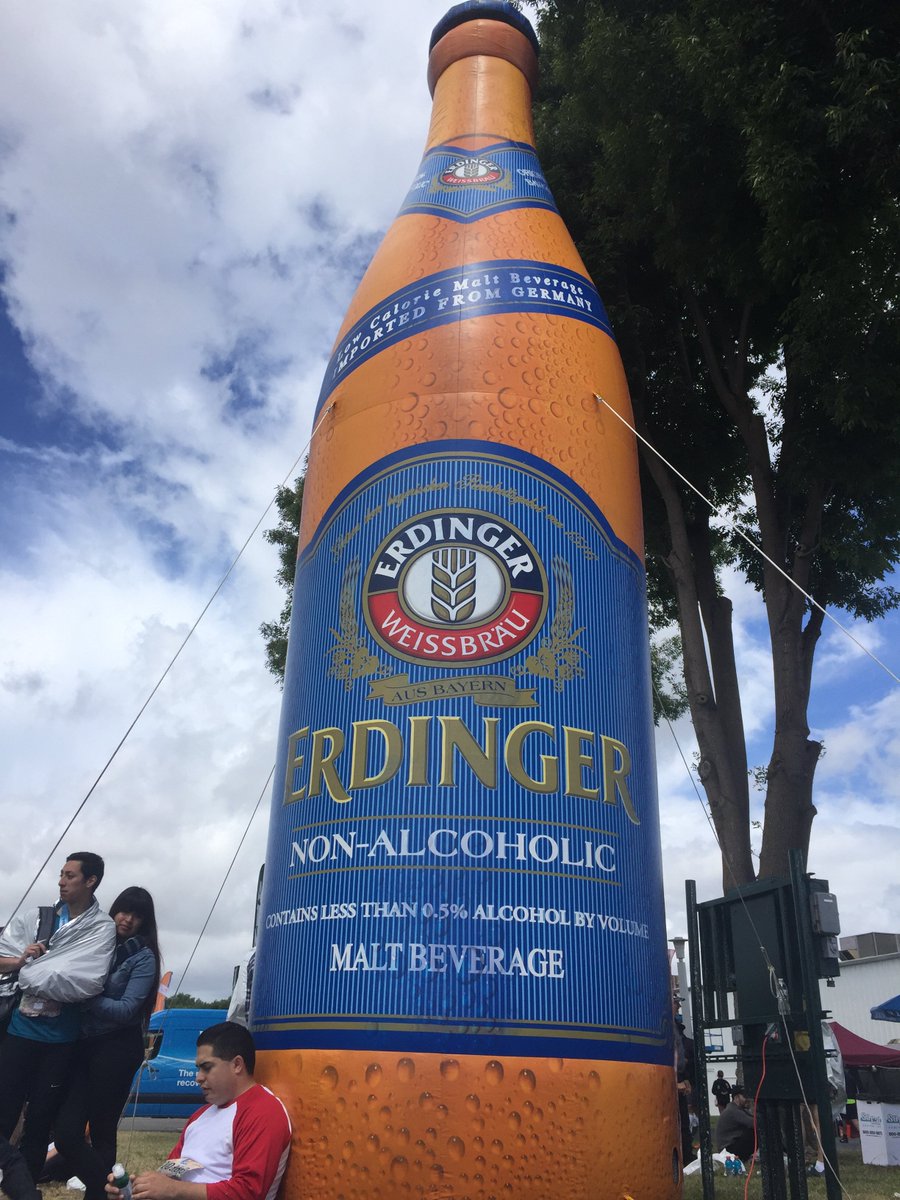 ERDINGER
WEISSBRÄU
Low Calorie Malt Beverage
IMPORTED FROM GERMANY
ERDINGER
WEISSBRÄU
AUS BAYERN
ERDINGER
NON-ALCOHOLIC
CONTAINS LESS THAN 0.5% ALCOHOL BY VOLUME
MALT BEVERAGE
The